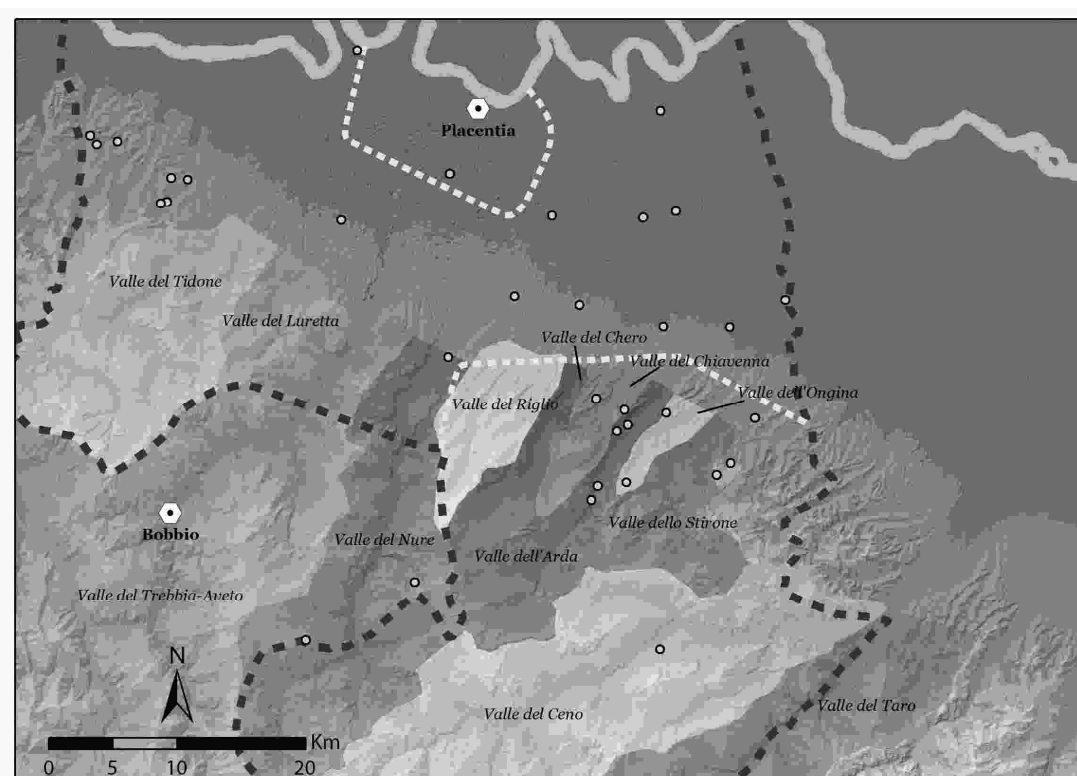 Placentia
Valle del Tidone
Valle del Luretta
Valle del Chero
Valle del Chiavenna
Valle dell'Ongina
Valle del Riglio
Bobbio
Valle del Nure
Valle dello Stirone
Valle dell'Arda
Valle del Trebbia-Aveto
N
Valle del Taro
Valle del Ceno
Km
0 5 10 20